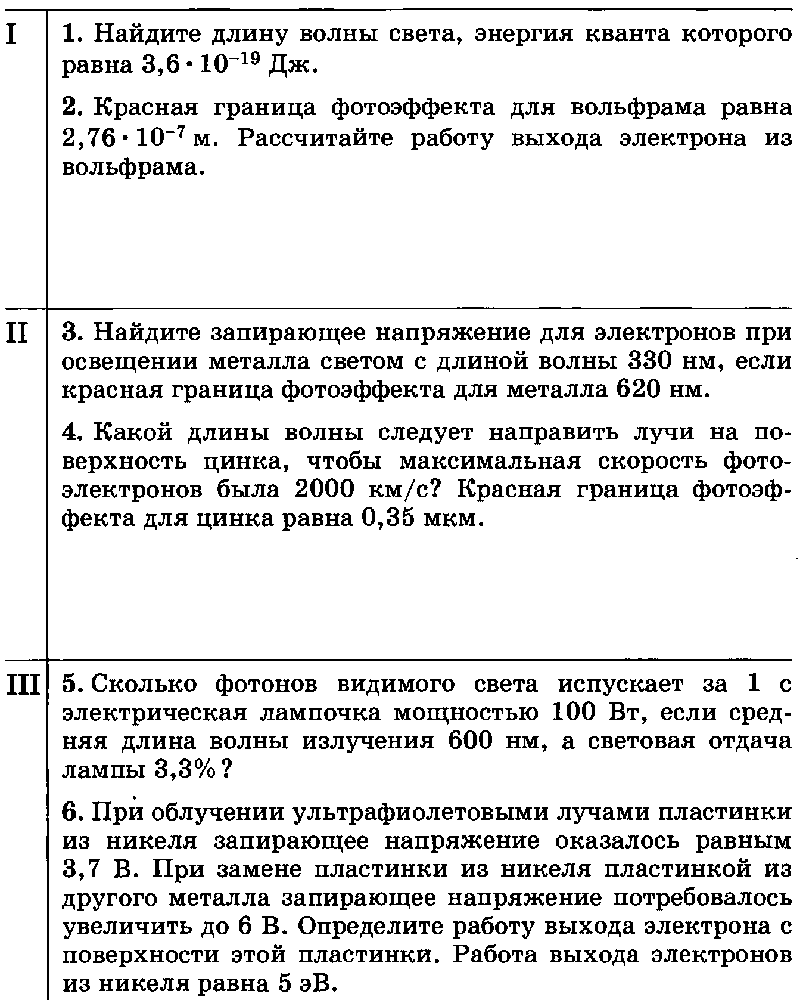 I
1. Найдите длину волны света, энергия кванта которого
равна 3,6 · 10⁻¹⁹ Дж.
2. Красная граница фотоэффекта для вольфрама равна
2,76 · 10⁻⁷ м. Рассчитайте работу выхода электрона из
вольфрама.
II
3. Найдите запирающее напряжение для электронов при
освещении металла светом с длиной волны 330 нм, если
красная граница фотоэффекта для металла 620 нм.
4. Какой длины волны следует направить лучи на по-
верхность цинка, чтобы максимальная скорость фото-
электронов была 2000 км/с? Красная граница фотоэф-
фекта для цинка равна 0,35 мкм.
III
5. Сколько фотонов видимого света испускает за 1 с
электрическая лампочка мощностью 100 Вт, если сред-
няя длина волны излучения 600 нм, а световая отдача
лампы 3,3%?
6. При облучении ультрафиолетовыми лучами пластинки
из никеля запирающее напряжение оказалось равным
3,7 В. При замене пластинки из никеля пластинкой из
другого металла запирающее напряжение потребовалось
увеличить до 6 В. Определите работу выхода электрона с
поверхности этой пластинки. Работа выхода электронов
из никеля равна 5 эВ.